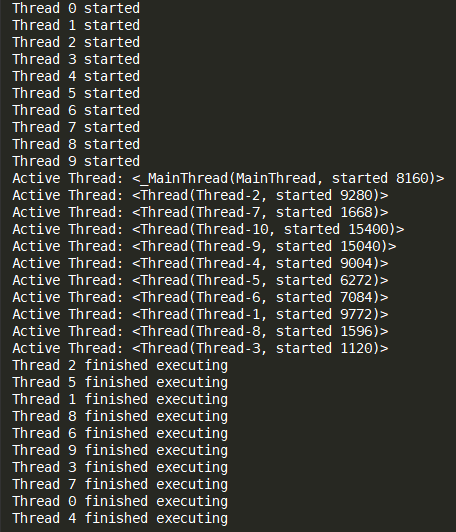 Thread 0 started
Thread 1 started
Thread 2 started
Thread 3 started
Thread 4 started
Thread 5 started
Thread 6 started
Thread 7 started
Thread 8 started
Thread 9 started
Active Thread: <_MainThread(MainThread, started 8160)>
Active Thread: <Thread(Thread-2, started 9280)>
Active Thread: <Thread(Thread-7, started 1668)>
Active Thread: <Thread(Thread-10, started 15400)>
Active Thread: <Thread(Thread-9, started 15040)>
Active Thread: <Thread(Thread-4, started 9004)>
Active Thread: <Thread(Thread-5, started 6272)>
Active Thread: <Thread(Thread-6, started 7084)>
Active Thread: <Thread(Thread-1, started 9772)>
Active Thread: <Thread(Thread-8, started 1596)>
Active Thread: <Thread(Thread-3, started 1120)>
Thread 2 finished executing
Thread 5 finished executing
Thread 1 finished executing
Thread 8 finished executing
Thread 6 finished executing
Thread 9 finished executing
Thread 3 finished executing
Thread 7 finished executing
Thread 0 finished executing
Thread 4 finished executing